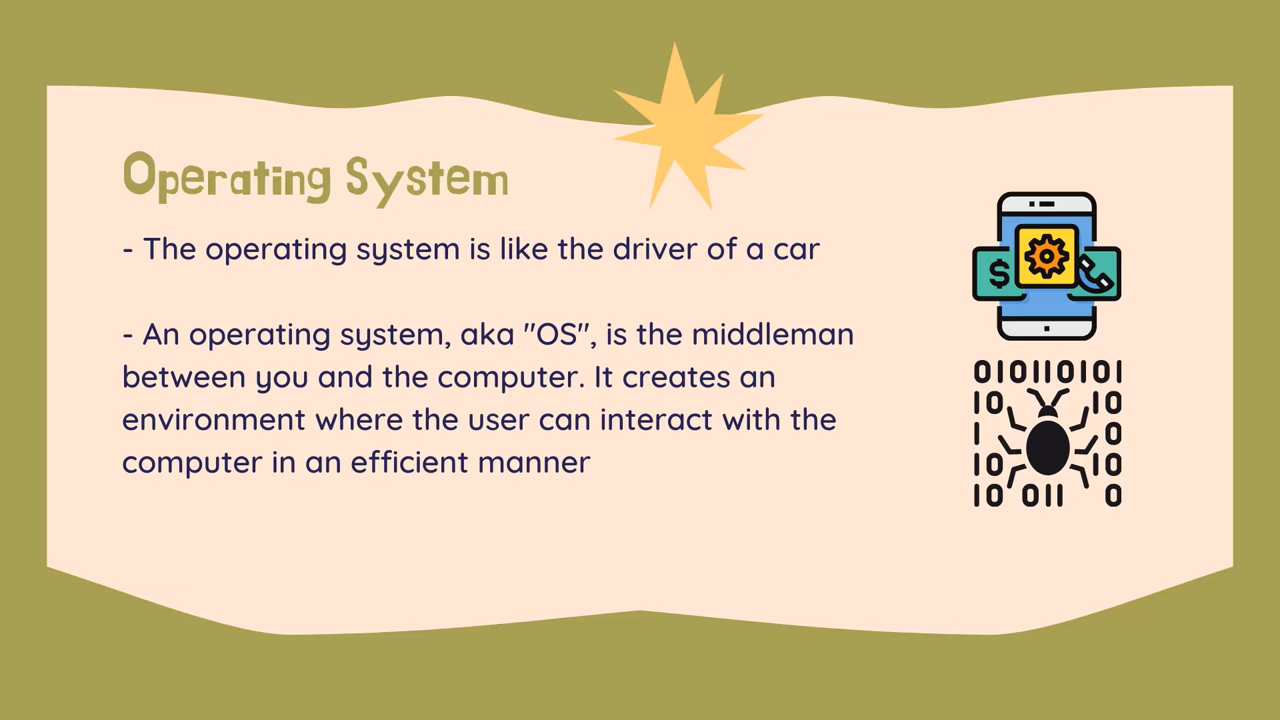 Operating System
- The operating system is like the driver of a car
- An operating system, aka "OS", is the middleman
between you and the computer. It creates an
environment where the user can interact with the
computer in an efficient manner
$
010110101
10 10
1 0
10 10
10 011 0